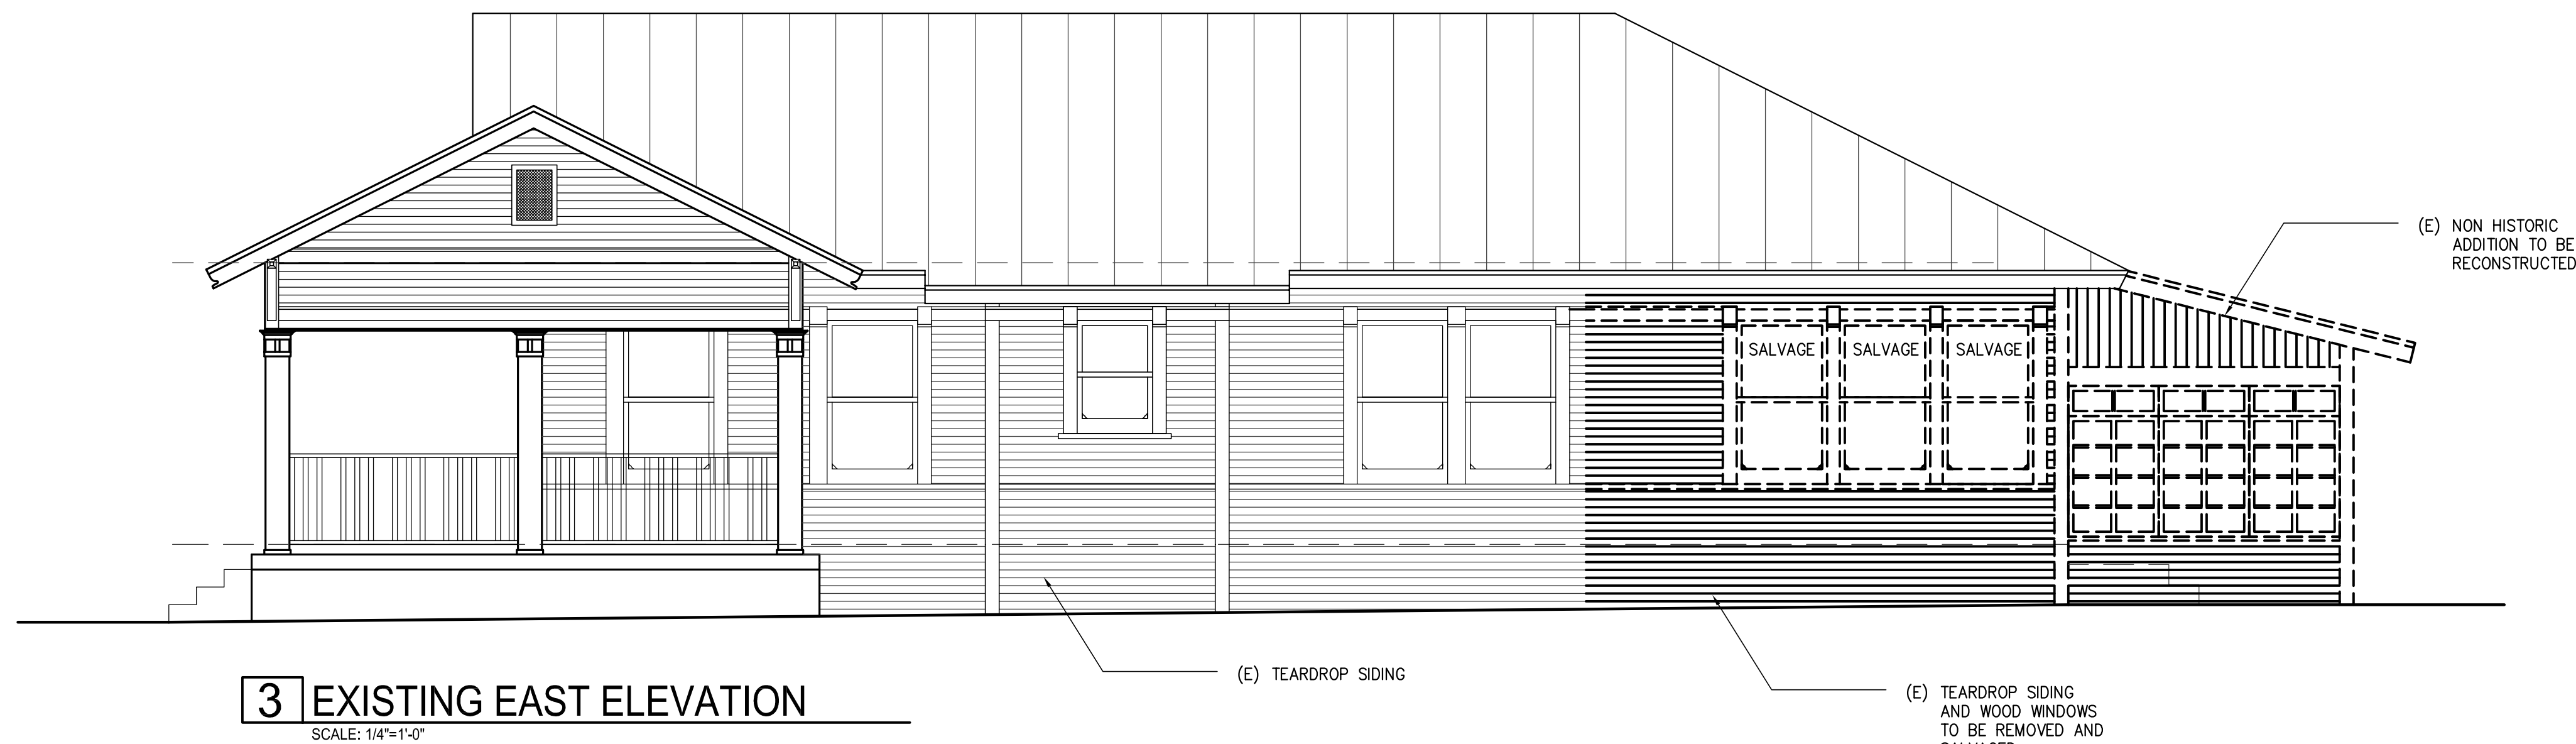 (E) NON HISTORIC
ADDITION TO BE
RECONSTRUCTED
SALVAGE SALVAGE SALVAGE
(E) TEARDROP SIDING
(E) TEARDROP SIDING
AND WOOD WINDOWS
TO BE REMOVED AND
3 EXISTING EAST ELEVATION
SCALE: 1/4"=1'-0"